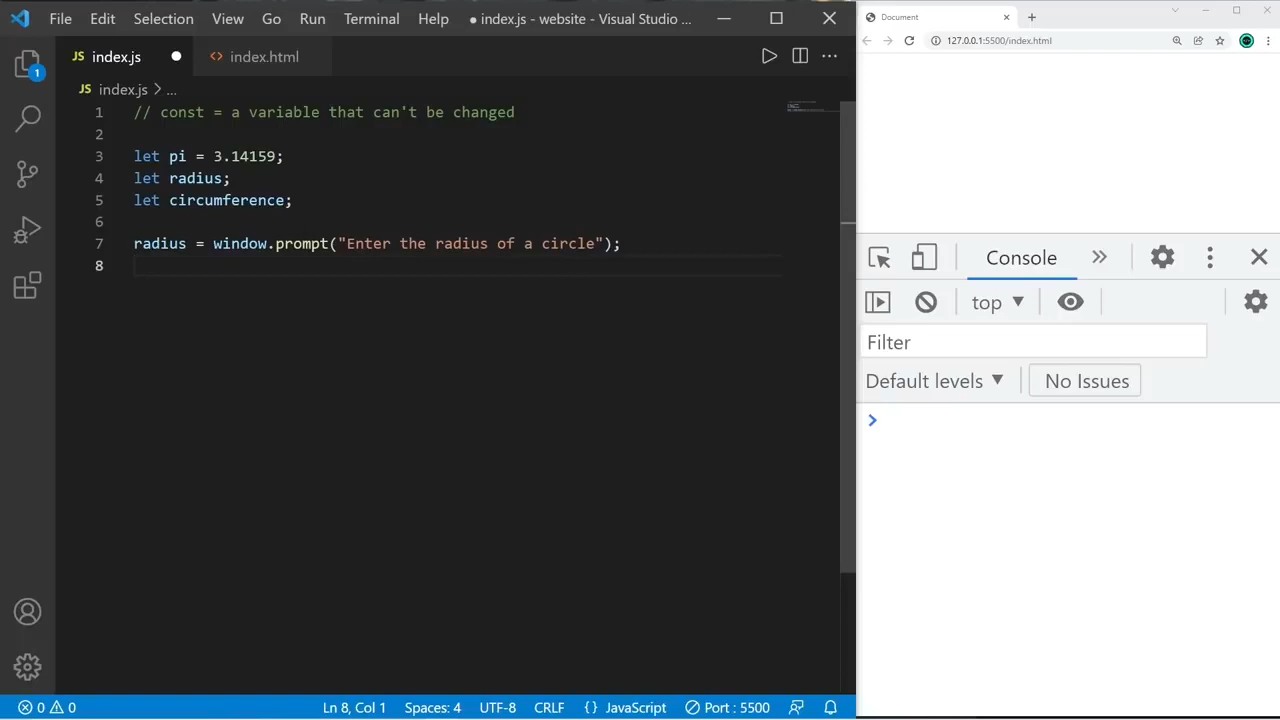 File Edit Selection View Go Run Terminal Help ● index.js - website - Visual Studio ...
JS index.js ● <> index.html
JS index.js > ...
1 // const = a variable that can't be changed
2
3 let pi = 3.14159;
4 let radius;
5 let circumference;
6
7 radius = window.prompt("Enter the radius of a circle");
8
1
0 0 Ln 8, Col 1 Spaces: 4 UTF-8 CRLF {} JavaScript Port : 5500
Document
127.0.0.1:5500/index.html
Console
top
Filter
Default levels No Issues